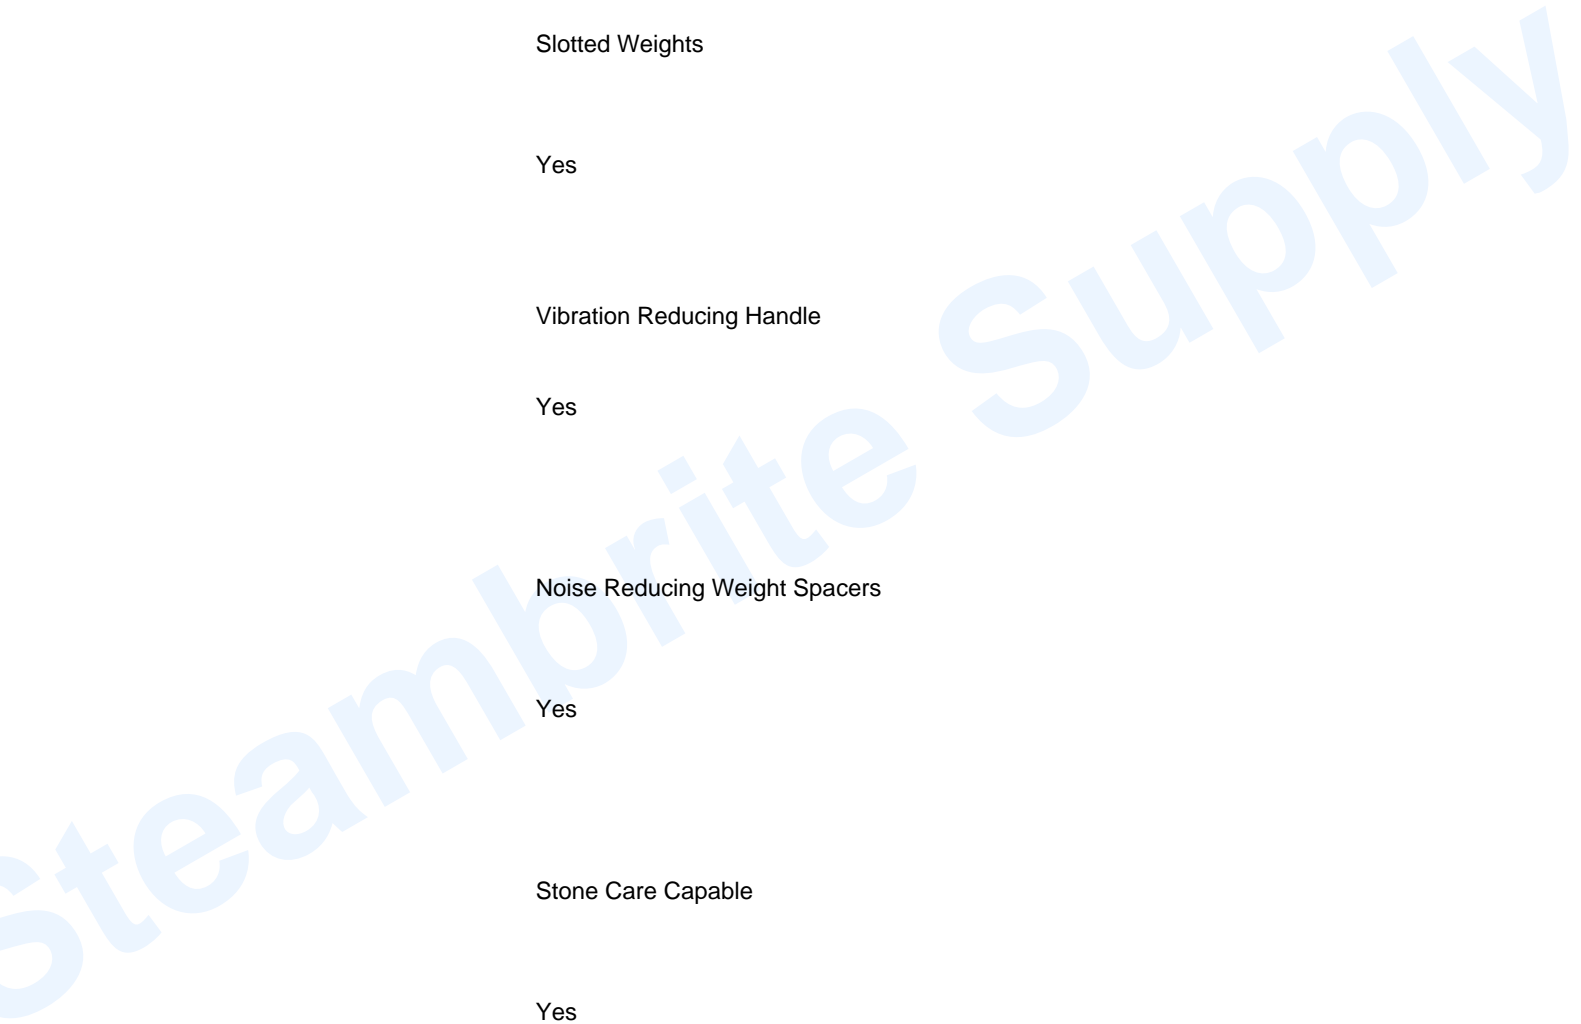 Slotted Weights
Yes
Vibration Reducing Handle
Yes
Noise Reducing Weight Spacers
Yes
Stone Care Capable
Yes
Steambrite Supply